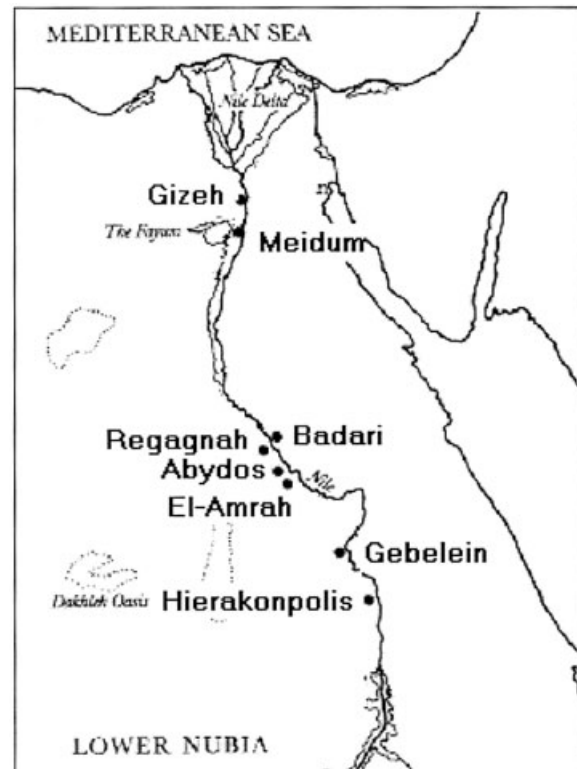 MEDITERRANEAN SEA
Nile Delta
Gizeh
The Fayum
Meidum
Badari
Regagnah
Abydos
Nile
El-Amrah
Gebelein
Dakhleh Oasis
Hierakonpolis
LOWER NUBIA